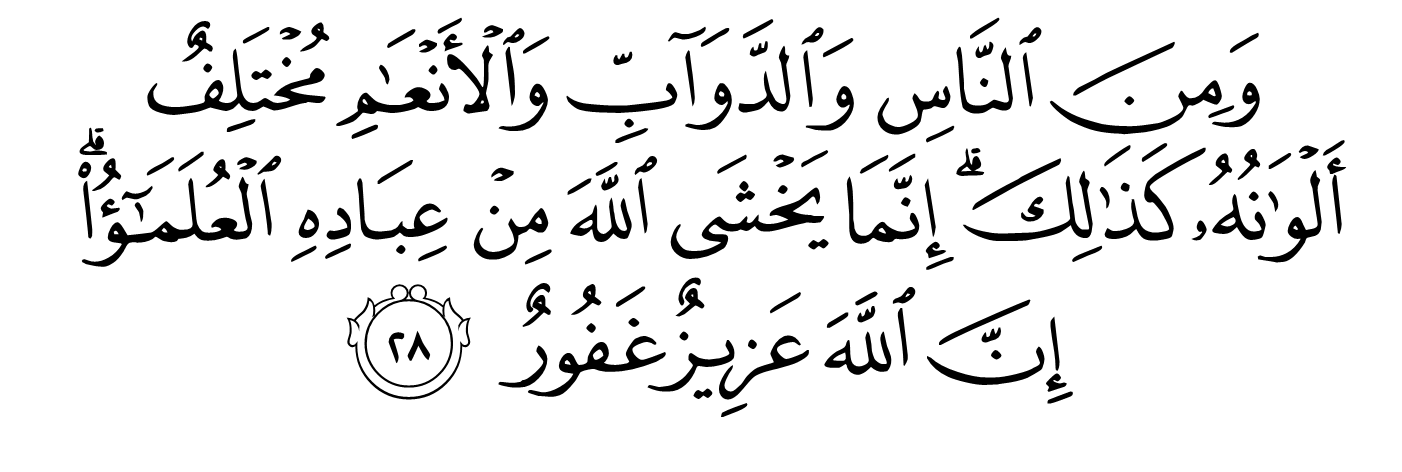 وَمِنَ ٱلنَّاسِ وَٱلدَّوَآبِّ وَٱلْأَنْعَٰمِ مُخْتَلِفٌ
أَلْوَٰنُهُۥ كَذَٰلِكَ ۗ إِنَّمَا يَخْشَى ٱللَّهَ مِنْ عِبَادِهِ ٱلْعُلَمَٰٓؤُا۟ ۗ
إِنَّ ٱللَّهَ عَزِيزٌ غَفُورٌ ٢٨